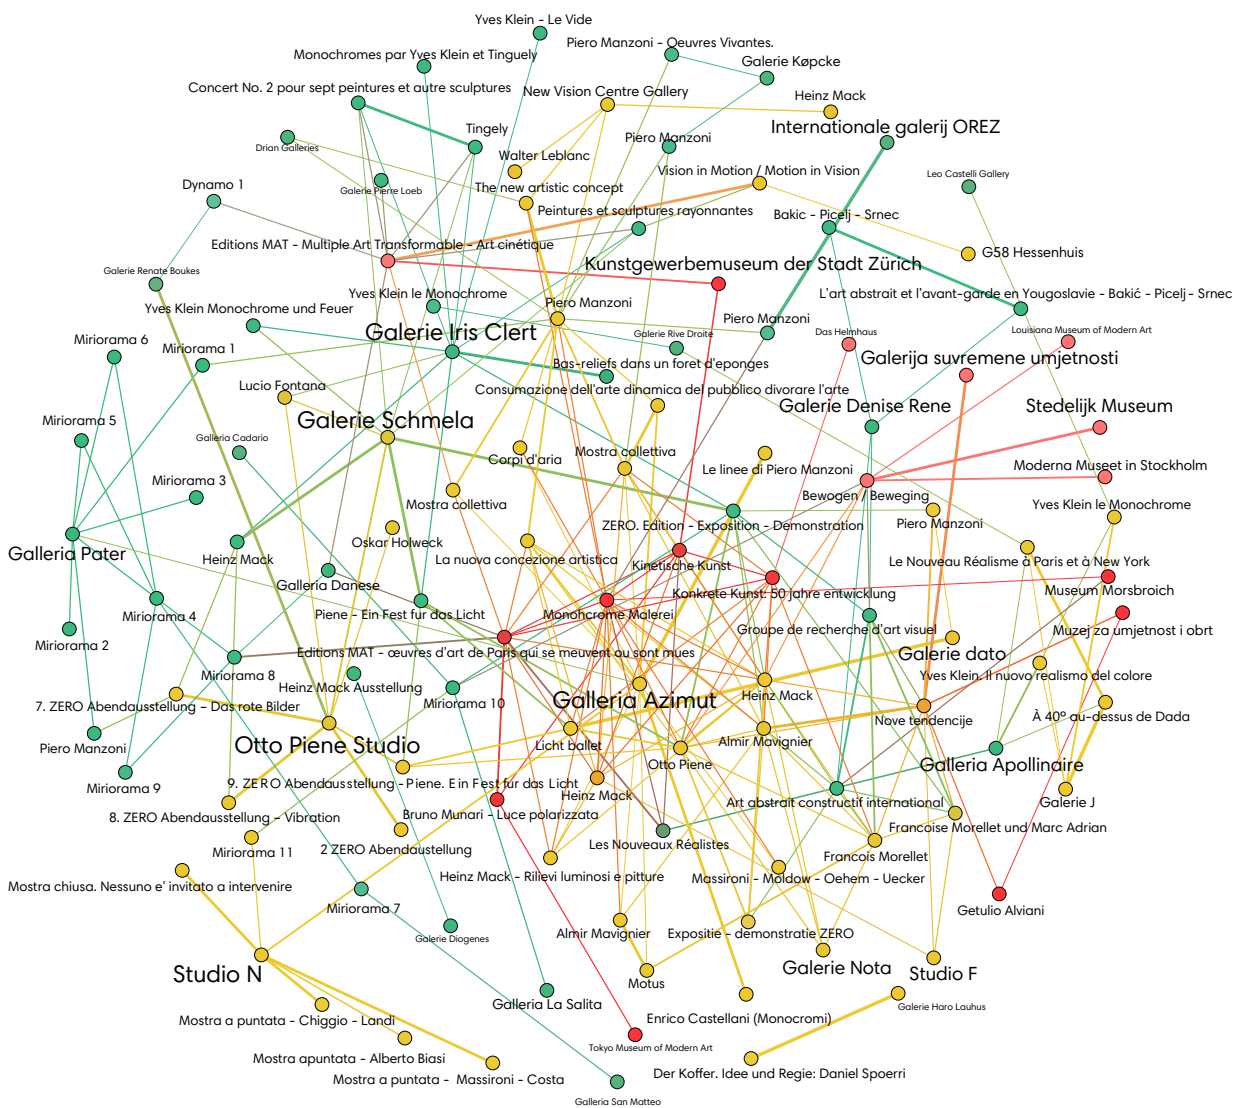 Yves Klein - Le Vide
Piero Manzoni - Oeuvres Vivantes.
Monochromes par Yves Klein et Tinguely
Galerie Køpcke
Concert No. 2 pour sept peintures et autre sculptures
New Vision Centre Gallery
Heinz Mack
Tingely
Internationale galerij OREZ
Piero Manzoni
Drian Galleries
Walter Leblanc
Vision in Motion / Motion in Vision
Leo Castelli Gallery
Dynamo 1
Galerie Pierre Loeb
The new artistic concept
Peintures et sculptures rayonnantes
Bakic - Picelj - Srnec
Editions MAT - Multiple Art Transformable - Art cinétique
G58 Hessenhuis
Kunstgewerbemuseum der Stadt Zürich
Galerie Renate Boukes
Yves Klein le Monochrome
L'art abstrait et l'avant-garde en Yougoslavie - Bakić - Picelj - Srnec
Yves Klein Monochrome und Feuer
Piero Manzoni
Piero Manzoni
Galerie Iris Clert
Galerie Rive Droite
Das Helmhaus
Louisiana Museum of Modern Art
Miriorama 6
Miriorama 1
Galerija suvremene umjetnosti
Bas-reliefs dans un foret d'eponges
Lucio Fontana
Consumazione dell'arte dinamica del pubblico divorare l'arte
Galerie Denise Rene
Stedelijk Museum
Miriorama 5
Galerie Schmela
Galleria Cadario
Corpi d'aria
Mostra collettiva
Le linee di Piero Manzoni
Moderna Museet in Stockholm
Miriorama 3
Mostra collettiva
Bewogen / Beweging
Yves Klein le Monochrome
ZERO. Edition - Exposition - Demonstration
Piero Manzoni
Oskar Holweck
Galleria Pater
Heinz Mack
La nuova concezione artistica
Kinetische Kunst
Le Nouveau Réalisme à Paris et à New York
Galleria Danese
Konkrete Kunst: 50 jahre entwicklung
Museum Morsbroich
Miriorama 4
Piene - Ein Fest fur das Licht
Monohcrome Malerei
Miriorama 2
Groupe de recherche d'art visuel
Muzej za umjetnost i obrt
Editions MAT - œuvres d'art de Paris qui se meuvent ou sont mues
Galerie dato
Miriorama 8
Yves Klein: Il nuovo realismo del colore
Heinz Mack Ausstellung
Miriorama 10
Galleria Azimut
Heinz Mack
7. ZERO Abendausstellung - Das rote Bilder
Nove tendencije
À 40° au-dessus de Dada
Piero Manzoni
Otto Piene Studio
Licht ballet
Almir Mavignier
Otto Piene
Galleria Apollinaire
Miriorama 9
9. ZERO Abendausstellung - Piene. Ein Fest fur das Licht
Heinz Mack
Art abstrait constructif international
Galerie J
8. ZERO Abendausstellung - Vibration
Bruno Munari - Luce polarizzata
Francoise Morellet und Marc Adrian
Miriorama 11
2 ZERO Abendaustellung
Les Nouveaux Réalistes
Francois Morellet
Mostra chiusa. Nessuno e' invitato a intervenire
Heinz Mack - Rilievi luminosi e pitture
Massironi - Moldow - Oehem - Uecker
Miriorama 7
Getulio Alviani
Galerie Diogenes
Almir Mavignier
Expositie - demonstratie ZERO
Studio N
Galerie Nota
Studio F
Motus
Galleria La Salita
Galerie Haro Lauhus
Mostra a puntata - Chiggio - Landi
Enrico Castellani (Monocromi)
Mostra apuntata - Alberto Biasi
Tokyo Museum of Modern Art
Mostra a puntata - Massironi - Costa
Der Koffer. Idee und Regie: Daniel Spoerri
Galleria San Matteo